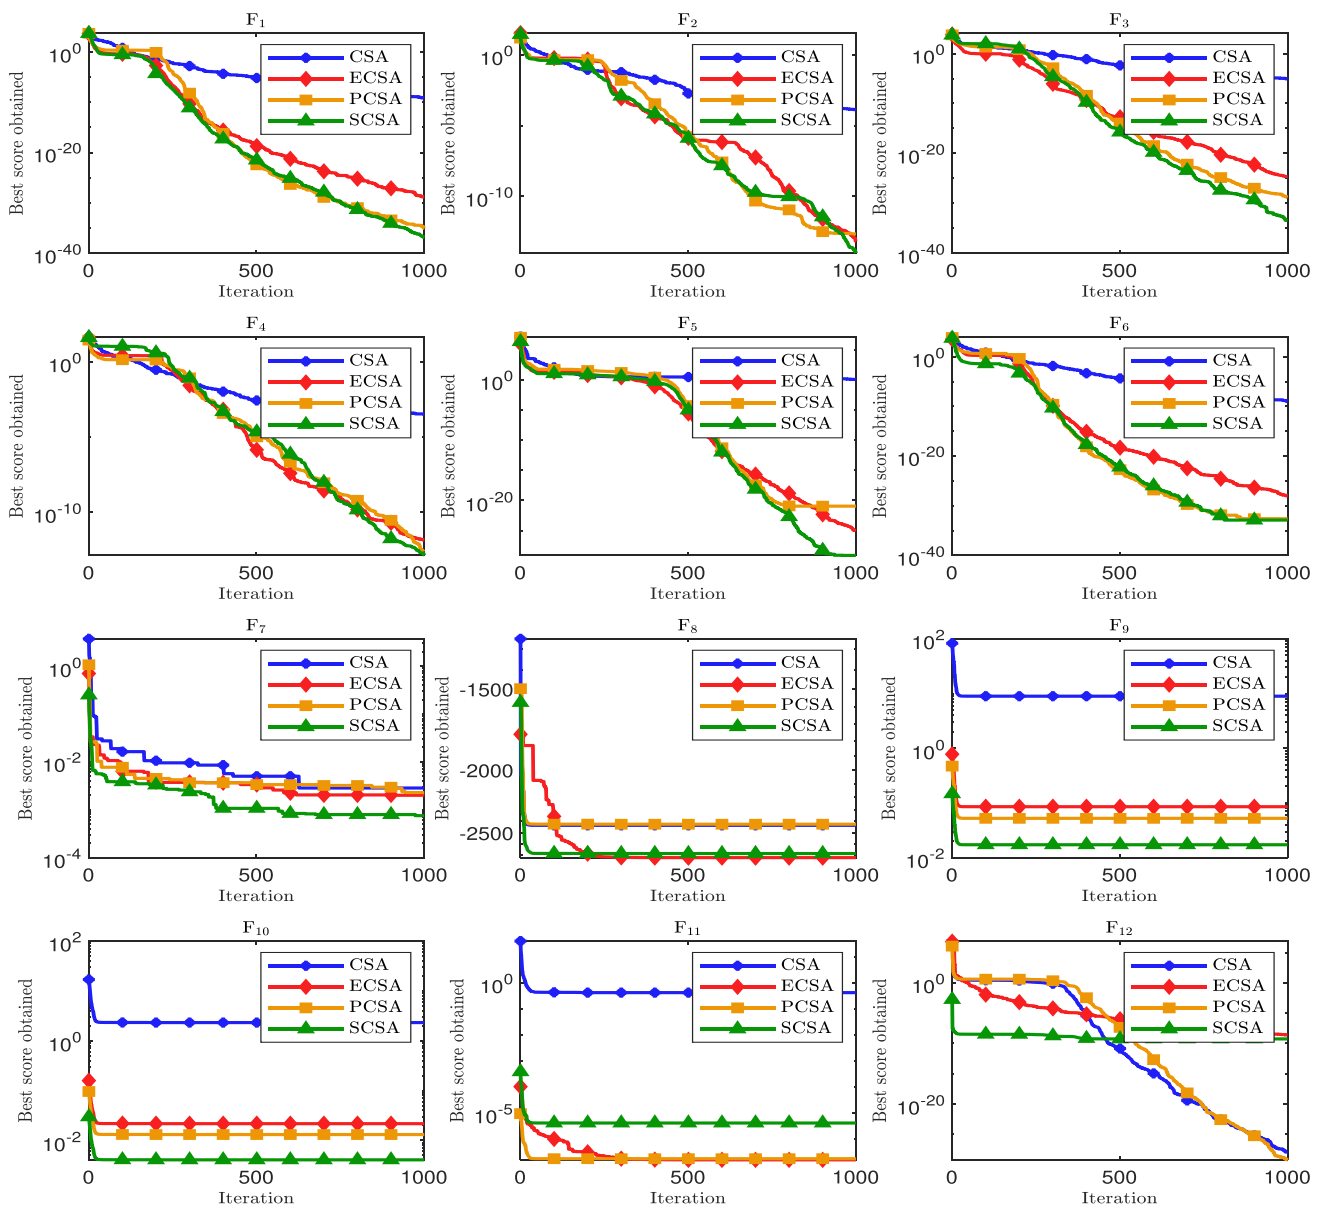 F1
Best score obtained
10^0
10^-20
10^-40
0
500
1000
Iteration
CSA
ECSA
PCSA
SCSA
F2
Best score obtained
10^0
10^-10
0
500
1000
Iteration
CSA
ECSA
PCSA
SCSA
F3
Best score obtained
10^0
10^-20
10^-40
0
500
1000
Iteration
CSA
ECSA
PCSA
SCSA
F4
Best score obtained
10^0
10^-10
0
500
1000
Iteration
CSA
ECSA
PCSA
SCSA
F5
Best score obtained
10^0
10^-20
0
500
1000
Iteration
CSA
ECSA
PCSA
SCSA
F6
Best score obtained
10^0
10^-20
10^-40
0
500
1000
Iteration
CSA
ECSA
PCSA
SCSA
F7
Best score obtained
10^0
10^-2
10^-4
0
500
1000
Iteration
CSA
ECSA
PCSA
SCSA
F8
Best score obtained
-1500
-2000
-2500
0
500
1000
Iteration
CSA
ECSA
PCSA
SCSA
F9
Best score obtained
10^2
10^0
10^-2
0
500
1000
Iteration
CSA
ECSA
PCSA
SCSA
F10
Best score obtained
10^2
10^0
10^-2
0
500
1000
Iteration
CSA
ECSA
PCSA
SCSA
F11
Best score obtained
10^0
10^-5
0
500
1000
Iteration
CSA
ECSA
PCSA
SCSA
F12
Best score obtained
10^0
10^-20
0
500
1000
Iteration
CSA
ECSA
PCSA
SCSA